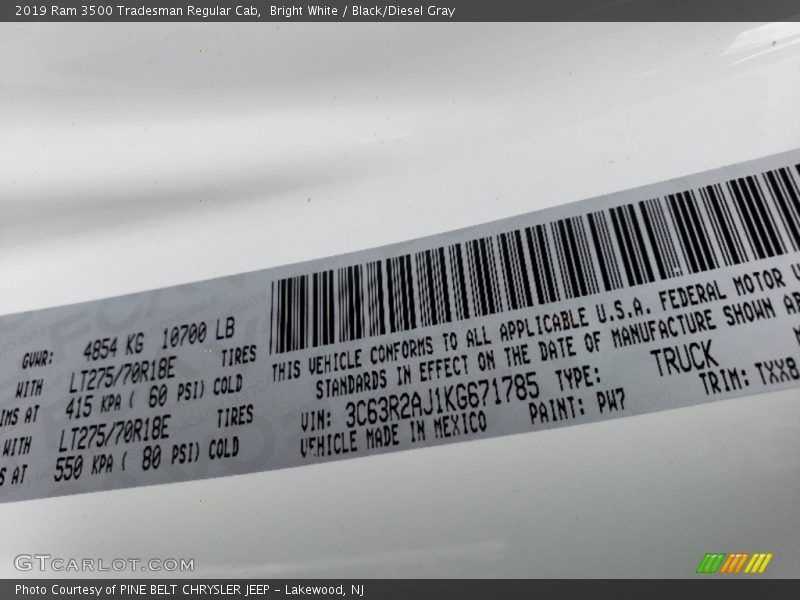 2019 Ram 3500 Tradesman Regular Cab,  Bright White / Black/Diesel Gray
GVWR: 4854 KG 10700 LB
WITH LT275/70R18E TIRES
AT 415 KPA ( 60 PSI) COLD
WITH LT275/70R18E TIRES
AT 550 KPA ( 80 PSI) COLD
THIS VEHICLE CONFORMS TO ALL APPLICABLE U.S.A. FEDERAL MOTOR
STANDARDS IN EFFECT ON THE DATE OF MANUFACTURE SHOWN
VIN: 3C63R2AJ1KG671785 TYPE: TRUCK
VEHICLE MADE IN MEXICO PAINT: PW7 TRIM: TXX8
GTCARLOT.COM
Photo Courtesy of PINE BELT CHRYSLER JEEP - Lakewood, NJ